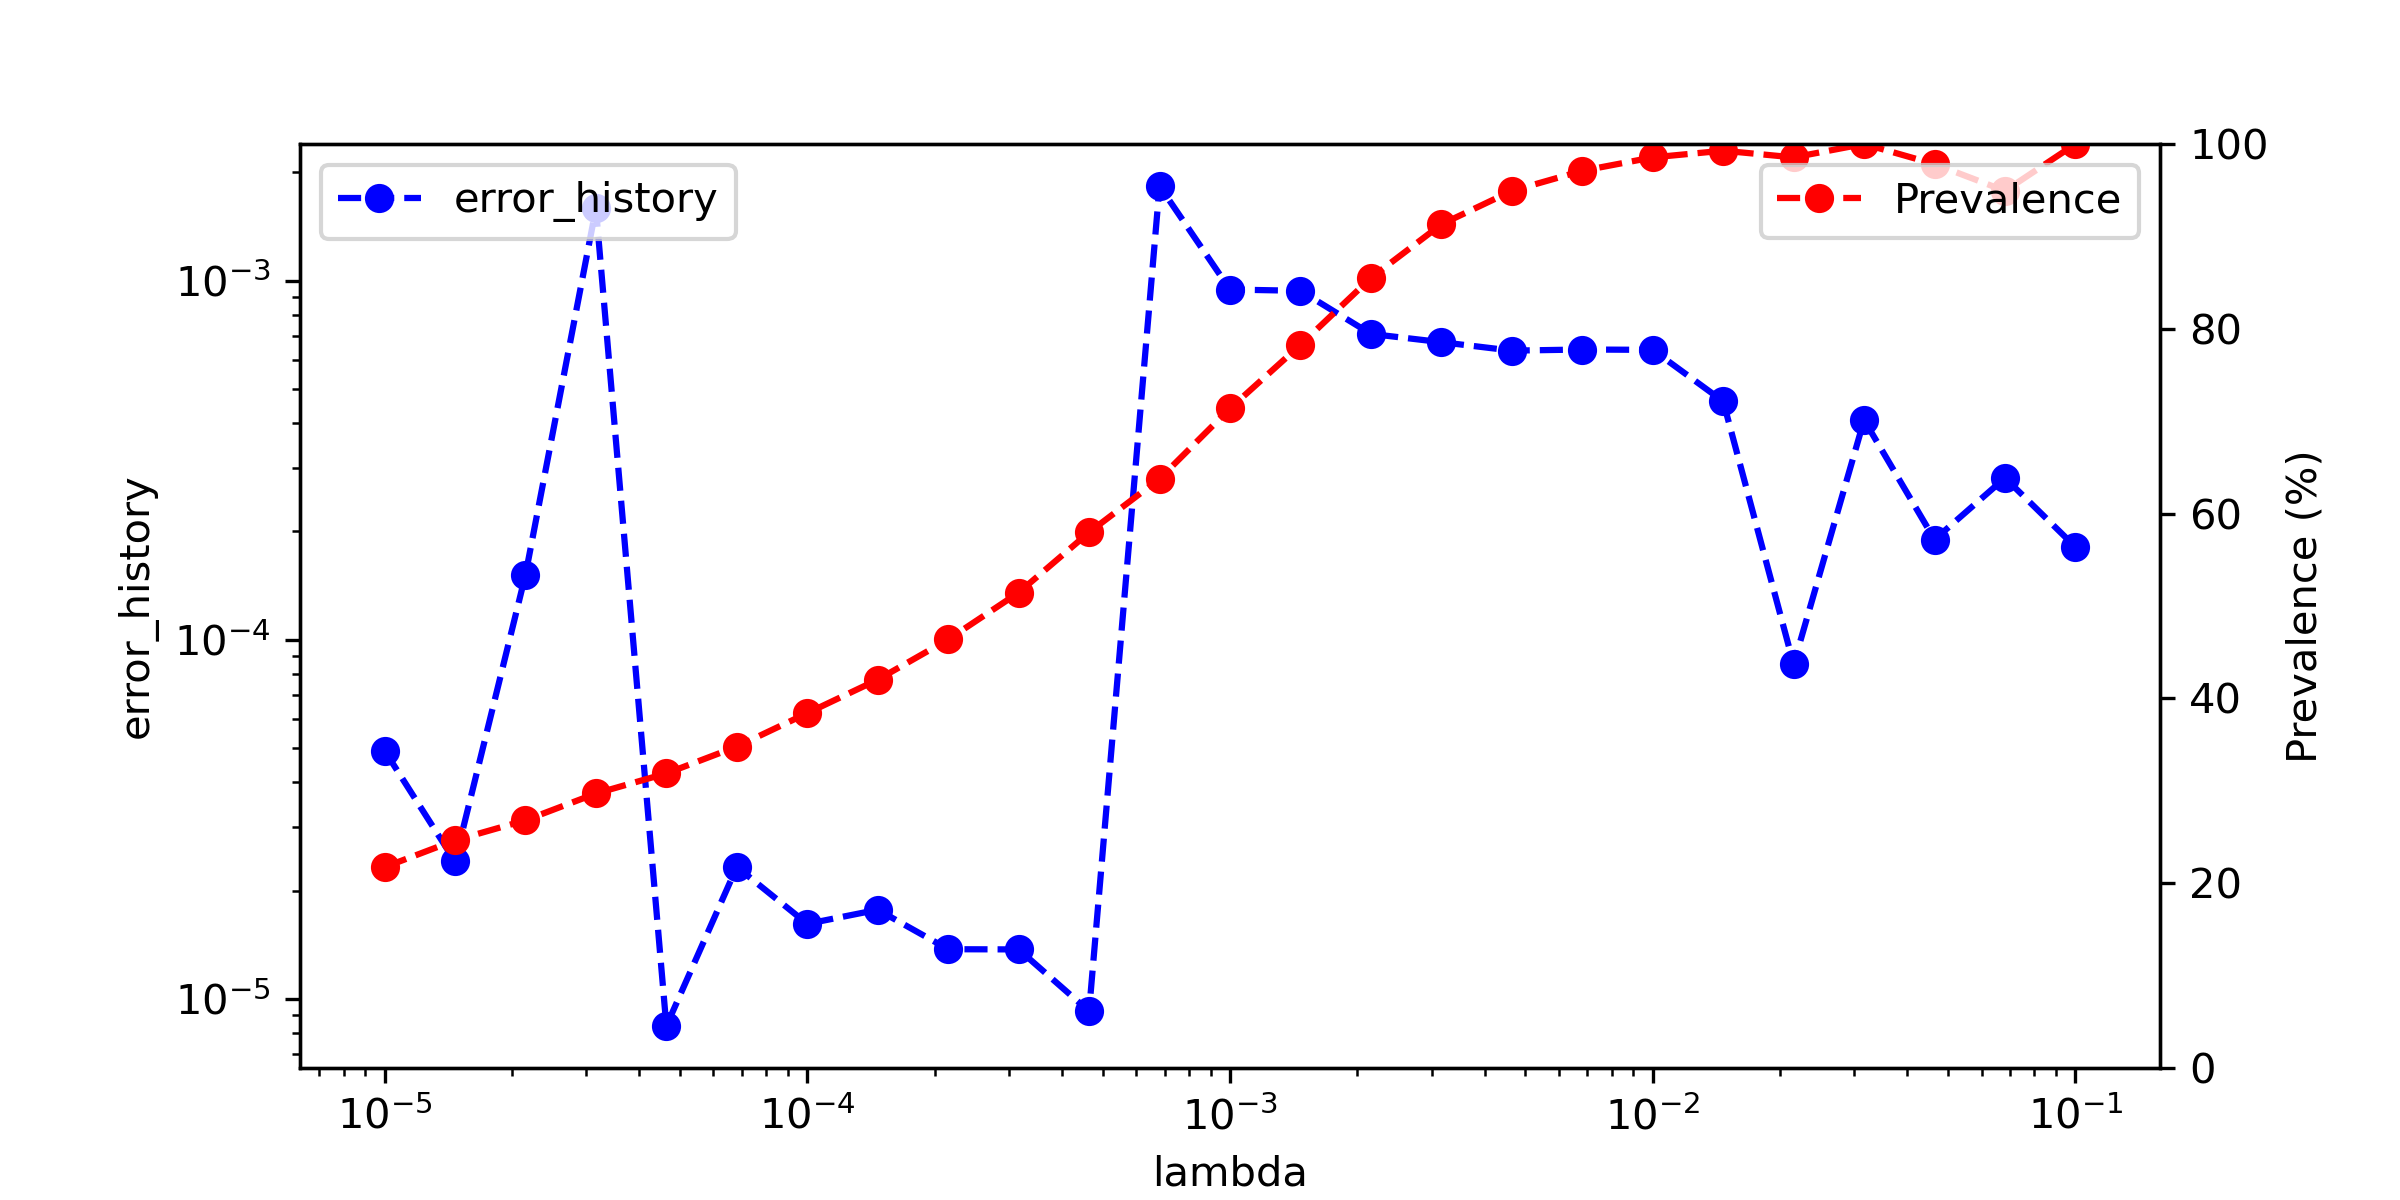 error_history
Prevalence
10⁻³
10⁻⁴
10⁻⁵
error_history
100
80
60
40
20
0
Prevalence (%)
10⁻⁵ 10⁻⁴ 10⁻³ 10⁻² 10⁻¹
lambda